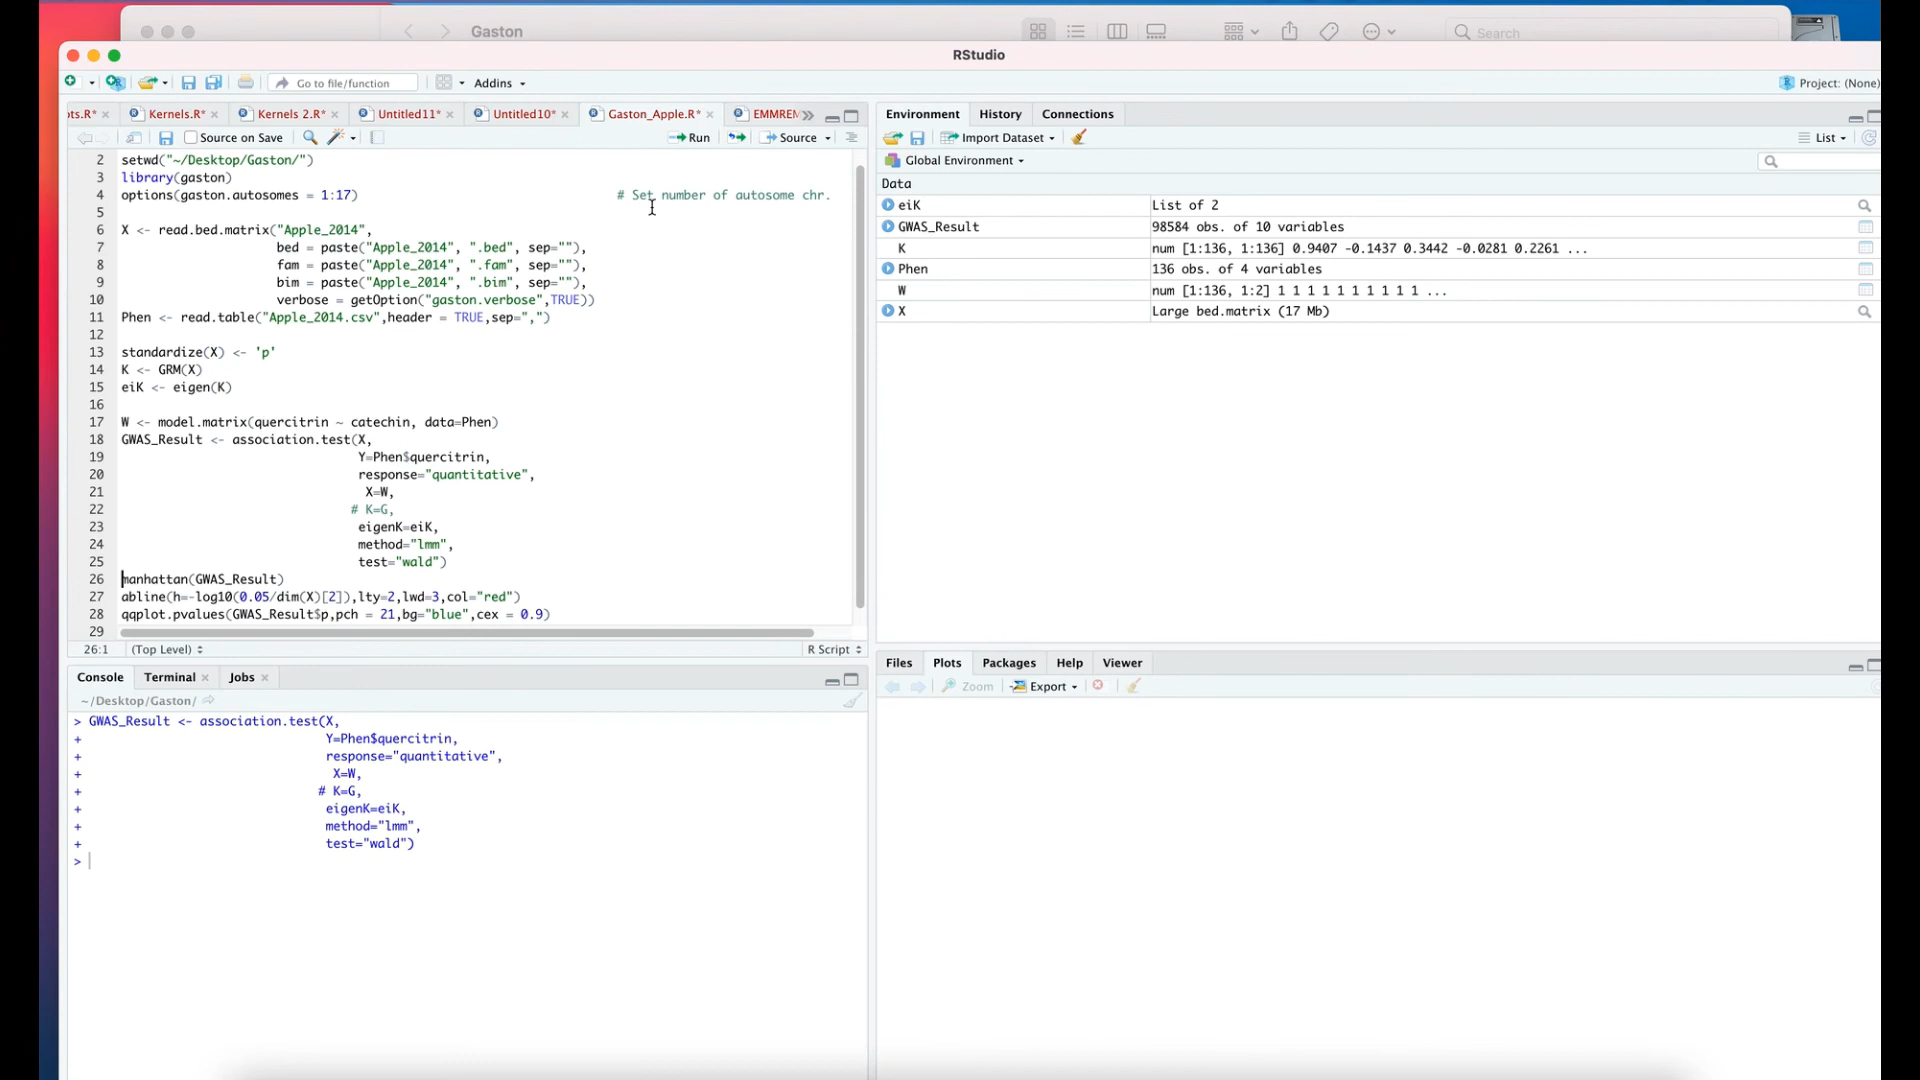 Gaston
Search
RStudio
Go to file/function
Addins
Project: (None)
ots.R*
Kernels.R*
Kernels 2.R*
Untitled11*
Untitled10*
Gaston_Apple.R*
EMMREN
Source on Save
Run
Source
2 setwd("~/Desktop/Gaston/")
3 library(gaston)
4 options(gaston.autosomes = 1:17) # Set number of autosome chr.
5
6 X <- read.bed.matrix("Apple_2014",
7 bed = paste("Apple_2014", ".bed", sep=""),
8 fam = paste("Apple_2014", ".fam", sep=""),
9 bim = paste("Apple_2014", ".bim", sep=""),
10 verbose = getOption("gaston.verbose",TRUE))
11 Phen <- read.table("Apple_2014.csv",header = TRUE,sep=",")
12
13 standardize(X) <- 'p'
14 K <- GRM(X)
15 eiK <- eigen(K)
16
17 W <- model.matrix(quercitrin ~ catechin, data=Phen)
18 GWAS_Result <- association.test(X,
19 Y=Phen$quercitrin,
20 response="quantitative",
21 X=W,
22 # K=G,
23 eigenK=eiK,
24 method="lmm",
25 test="wald")
26 manhattan(GWAS_Result)
27 abline(h=-log10(0.05/dim(X)[2]),lty=2,lwd=3,col="red")
28 qqplot.pvalues(GWAS_Result$p,pch = 21,bg="blue",cex = 0.9)
29
26:1 (Top Level) R Script
Console Terminal Jobs
~/Desktop/Gaston/
> GWAS_Result <- association.test(X,
+ Y=Phen$quercitrin,
+ response="quantitative",
+ X=W,
+ # K=G,
+ eigenK=eiK,
+ method="lmm",
+ test="wald")
>
Environment History Connections
Import Dataset
List
Global Environment
Data
eiK List of 2
GWAS_Result 98584 obs. of 10 variables
K num [1:136, 1:136] 0.9407 -0.1437 0.3442 -0.0281 0.2261 ...
Phen 136 obs. of 4 variables
W num [1:136, 1:2] 1 1 1 1 1 1 1 1 1 1 ...
X Large bed.matrix (17 Mb)
Files Plots Packages Help Viewer
Zoom Export